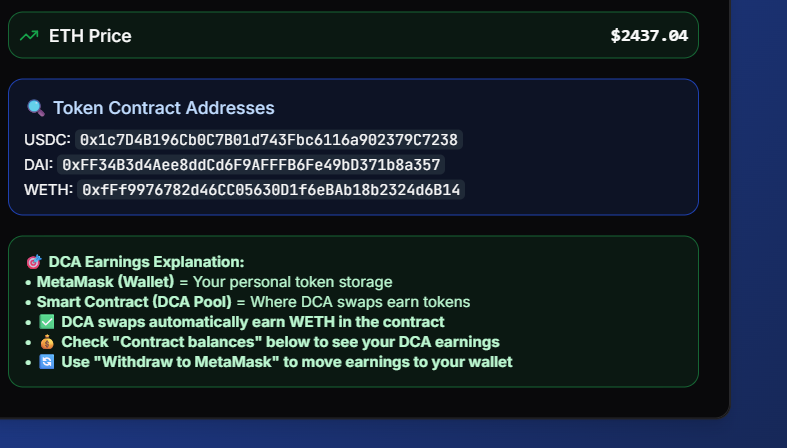 ETH Price $2437.04
Token Contract Addresses
USDC: 0x1c7D4B196Cb0C7B01d743Fbc6116a902379C7238
DAI: 0xFF34B3d4Aee8ddCd6F9AFFFB6Fe49bD371b8a357
WETH: 0xfFf9976782d46CC05630D1f6eBAb18b2324d6B14
DCA Earnings Explanation:
• MetaMask (Wallet) = Your personal token storage
• Smart Contract (DCA Pool) = Where DCA swaps earn tokens
• ✅ DCA swaps automatically earn WETH in the contract
• 💰 Check "Contract balances" below to see your DCA earnings
• 🔄 Use "Withdraw to MetaMask" to move earnings to your wallet